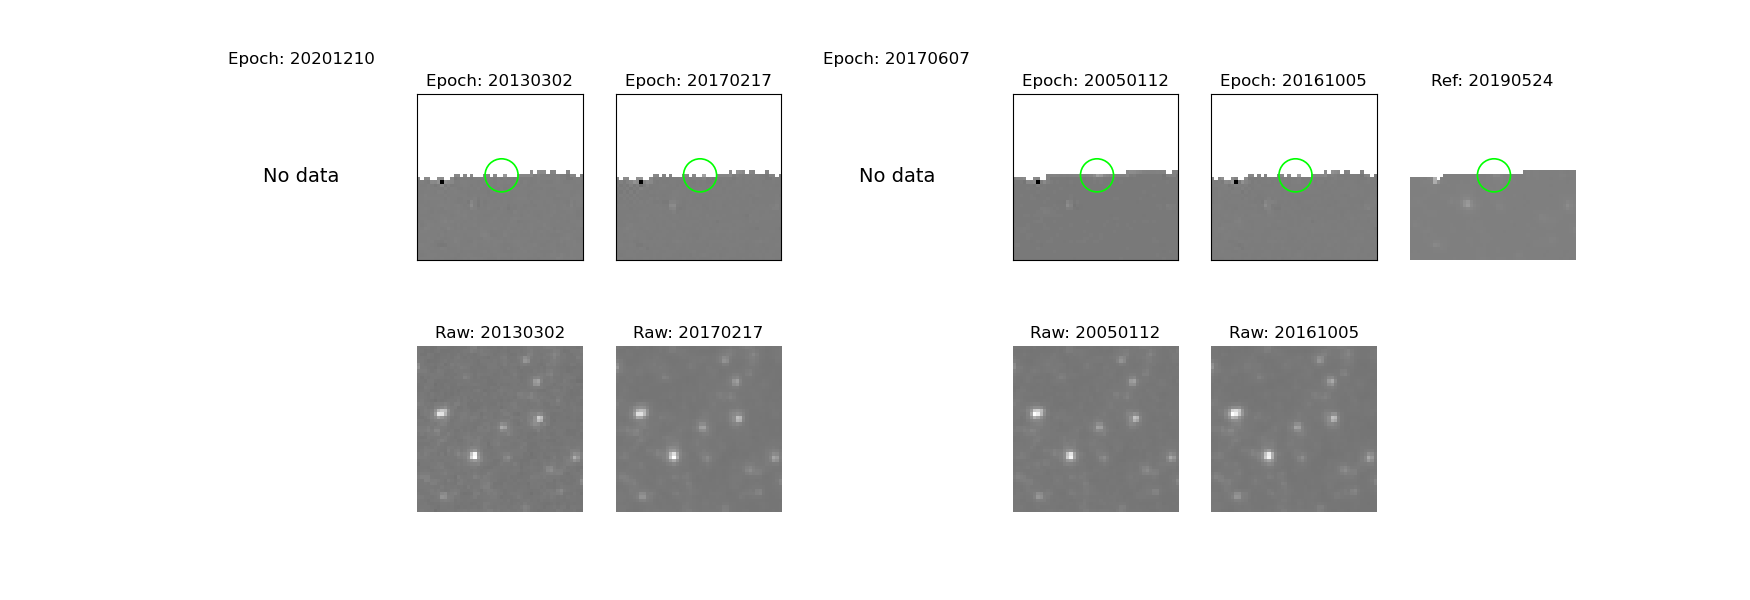 Epoch: 20201210
Epoch: 20170607
Epoch: 20130302
Epoch: 20170217
Epoch: 20050112
Epoch: 20161005
Ref: 20190524
No data
No data
Raw: 20130302
Raw: 20170217
Raw: 20050112
Raw: 20161005